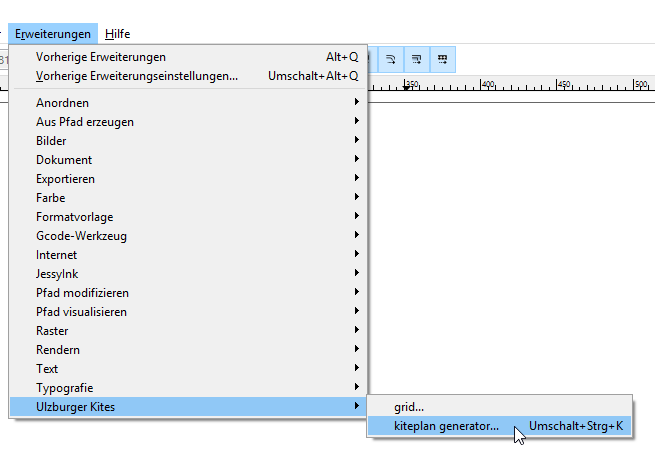 Erweiterungen Hilfe
Vorherige Erweiterungen Alt+Q
Vorherige Erweiterungseinstellungen... Umschalt+Alt+Q
350 400 450 500
Anordnen
Aus Pfad erzeugen
Bilder
Dokument
Exportieren
Farbe
Formatvorlage
Gcode-Werkzeug
Internet
JessyInk
Pfad modifizieren
Pfad visualisieren
Raster
Rendern
Text
Typografie
Ulzburger Kites
grid...
kiteplan generator... Umschalt+Strg+K